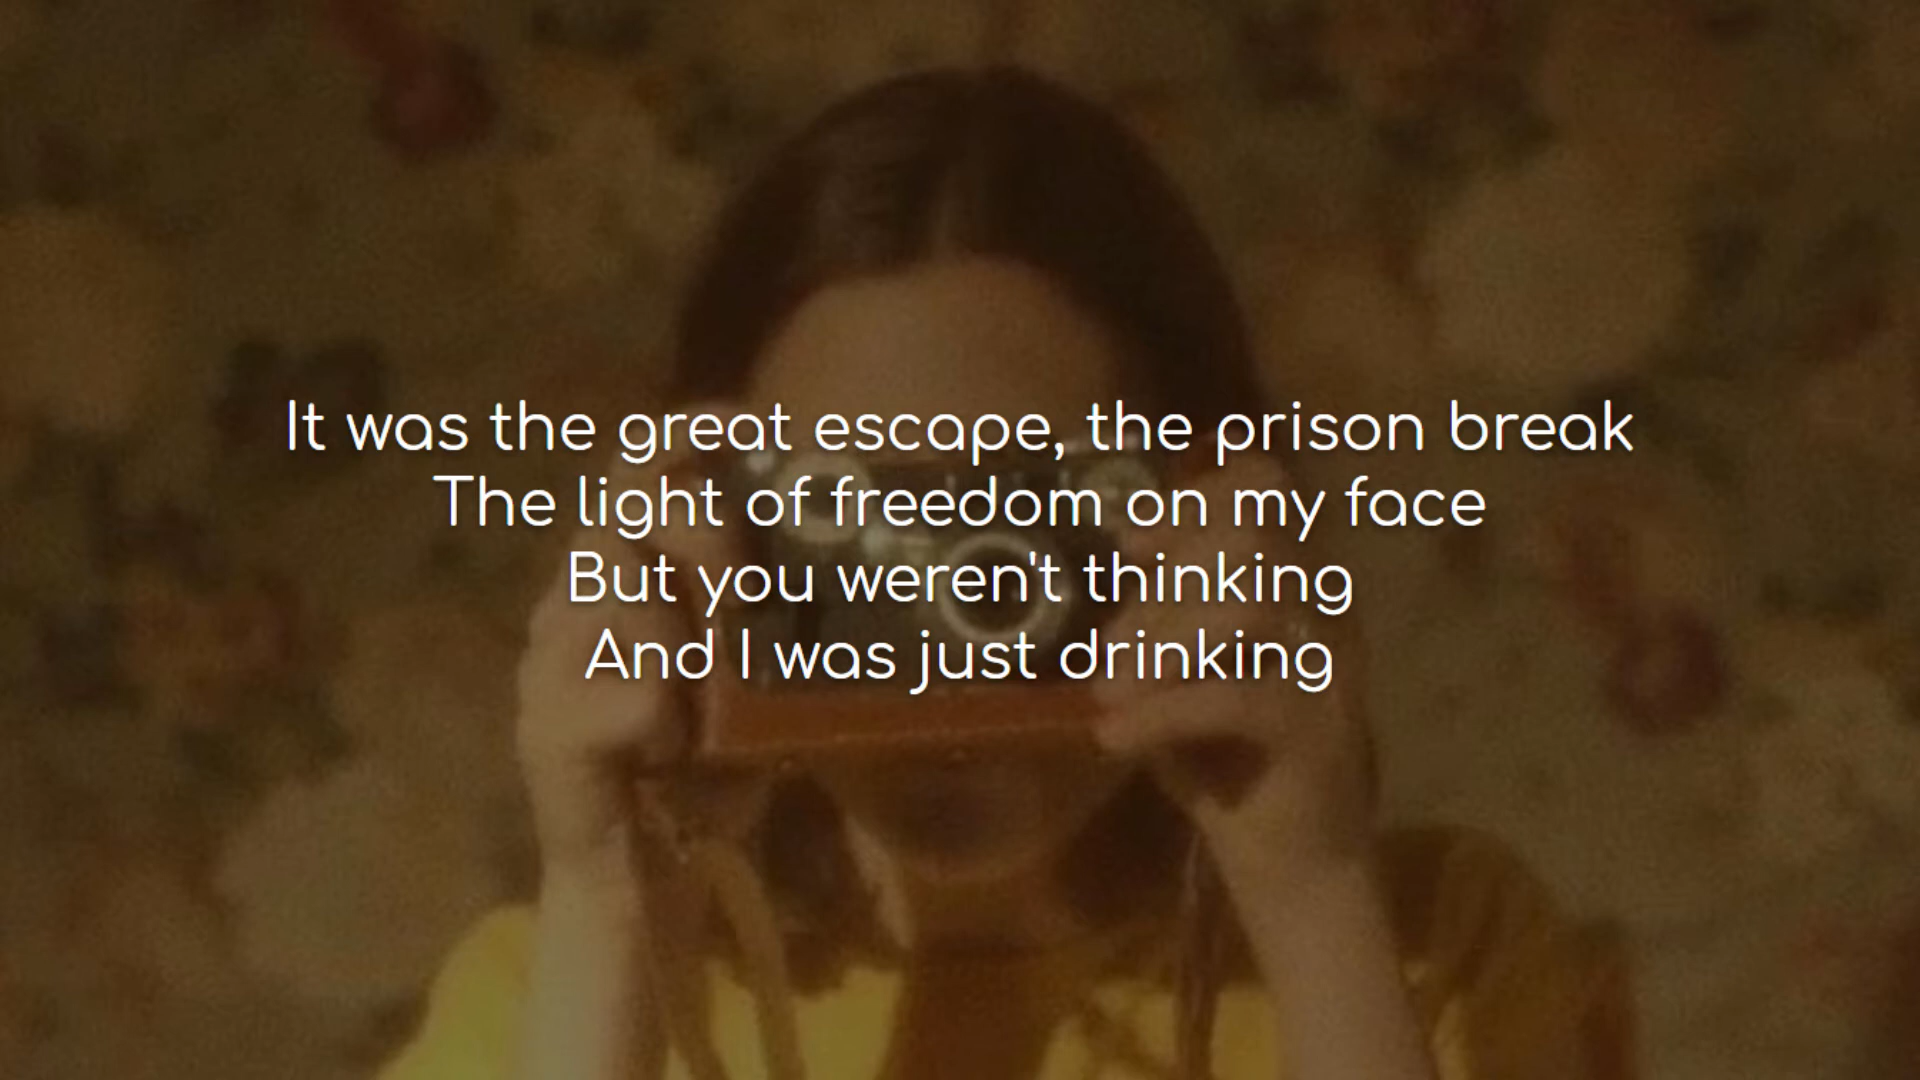 It was the great escape, the prison break
The light of freedom on my face
But you weren't thinking
And I was just drinking